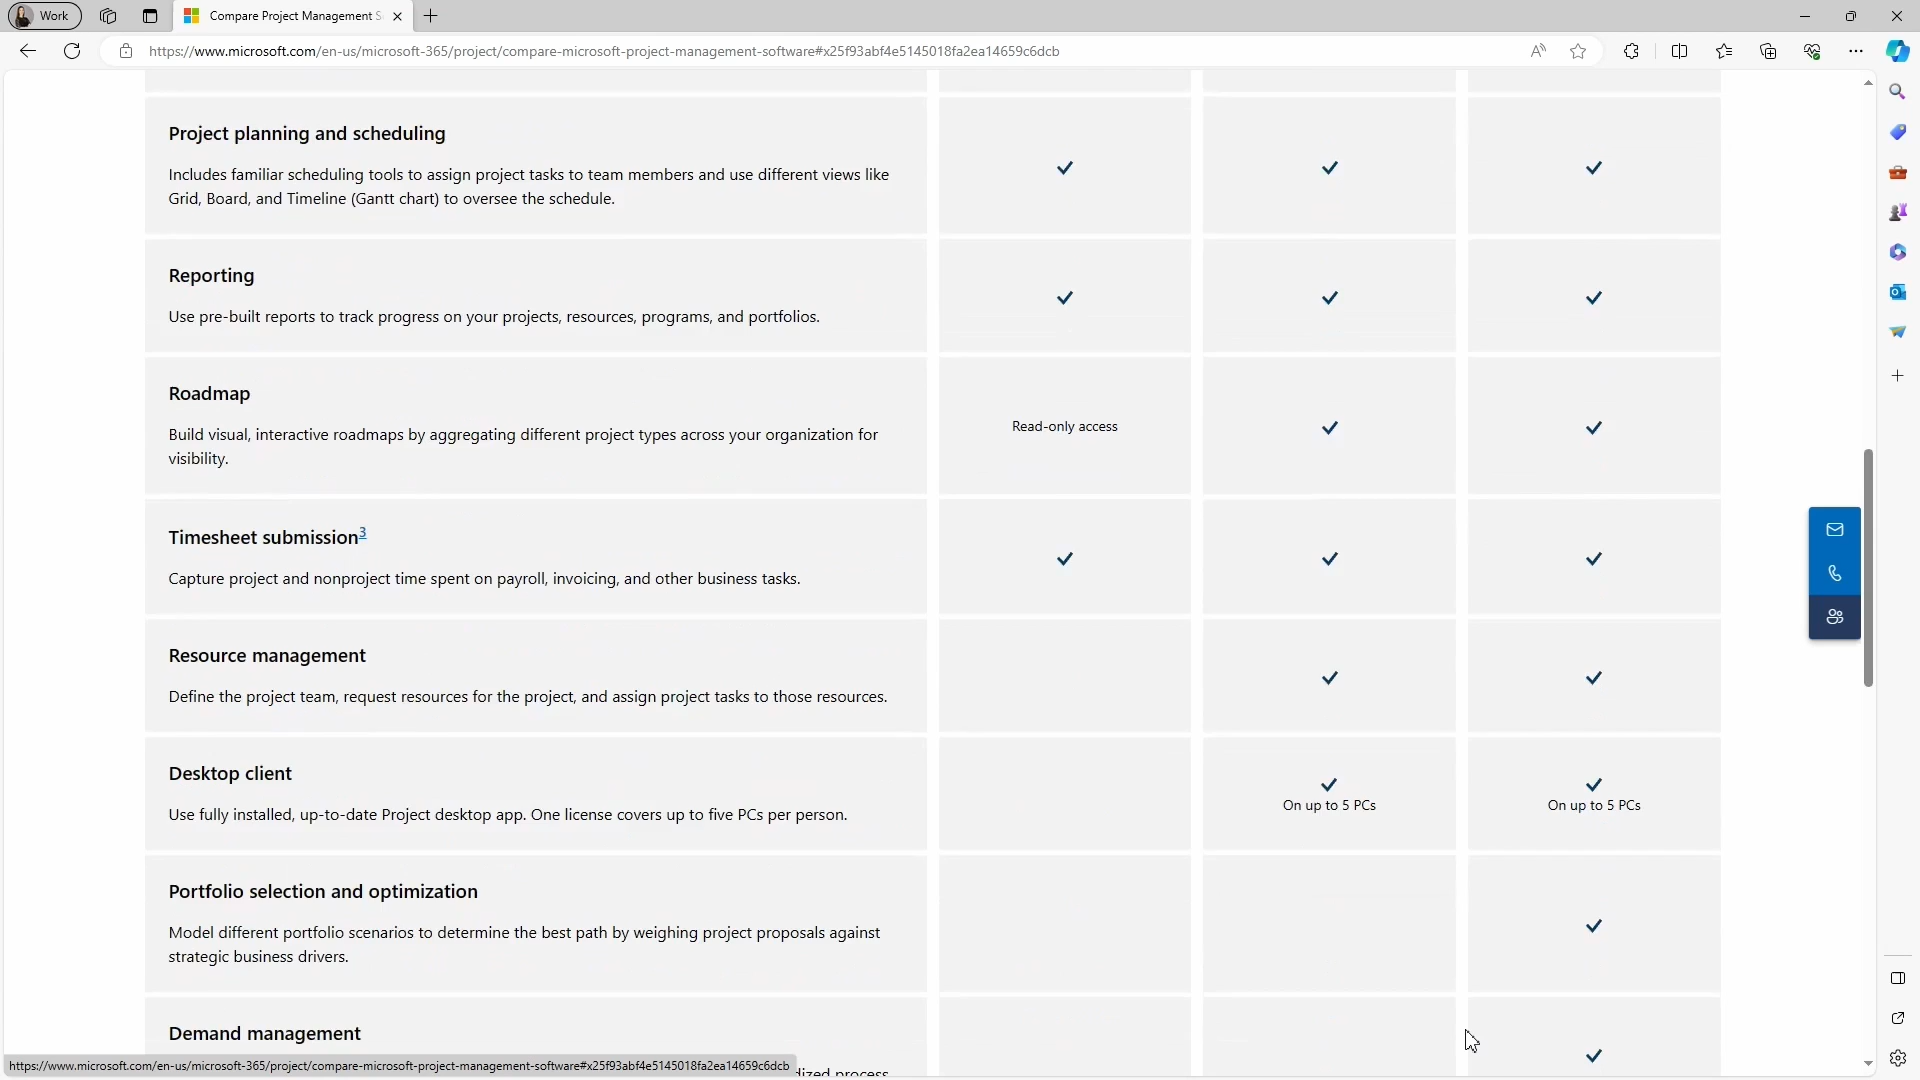 Work
Compare Project Management S
https://www.microsoft.com/en-us/microsoft-365/project/compare-microsoft-project-management-software#x25f93abf4e5145018fa2ea14659c6dcb
Project planning and scheduling
Includes familiar scheduling tools to assign project tasks to team members and use different views like
Grid, Board, and Timeline (Gantt chart) to oversee the schedule.
Reporting
Use pre-built reports to track progress on your projects, resources, programs, and portfolios.
Roadmap
Build visual, interactive roadmaps by aggregating different project types across your organization for
visibility.
Read-only access
Timesheet submission3
Capture project and nonproject time spent on payroll, invoicing, and other business tasks.
Resource management
Define the project team, request resources for the project, and assign project tasks to those resources.
Desktop client
Use fully installed, up-to-date Project desktop app. One license covers up to five PCs per person.
On up to 5 PCs
On up to 5 PCs
Portfolio selection and optimization
Model different portfolio scenarios to determine the best path by weighing project proposals against
strategic business drivers.
Demand management
https://www.microsoft.com/en-us/microsoft-365/project/compare-microsoft-project-management-software#x25f93abf4e5145018fa2ea14659c6dcb
process